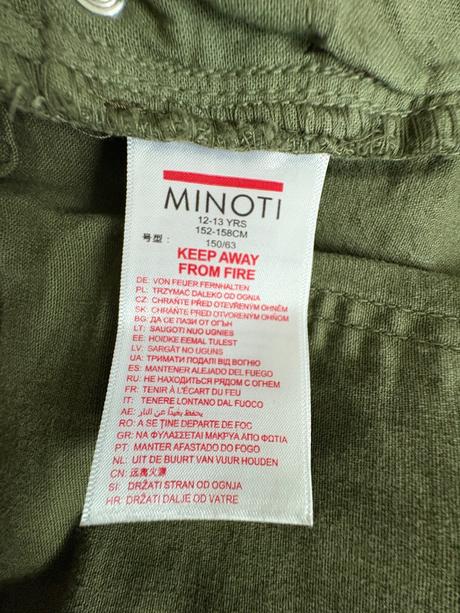 MINOTI
12-13 YRS
152-158CM
号型: 150/63
KEEP AWAY
FROM FIRE
DE: VON FEUER FERNHALTEN
PL: TRZYMAĆ DALEKO OD OGNIA
CZ: CHRAŇTE PŘED OTEVŘENÝM OHNĚM
SK: CHRÁŇTE PRED OTVORENÝM OHŇOM
BG: ДА СЕ ПАЗИ ОТ ОГЪН
LT: SAUGOTI NUO UGNIES
EE: HOIDKE EEMAL TULEST
LV: SARGĀT NO UGUNS
UA: ТРИМАТИ ПОДАЛІ ВІД ВОГНЮ
ES: MANTENER ALEJADO DEL FUEGO
RU: НЕ НАХОДИТЬСЯ РЯДОМ С ОГНЕМ
FR: TENIR À L'ÉCART DU FEU
IT: TENERE LONTANO DAL FUOCO
AE: يحفظ بعيداً عن النار
RO: A SE ȚINE DEPARTE DE FOC
GR: ΝΑ ΦΥΛΑΣΣΕΤΑΙ ΜΑΚΡΥΑ ΑΠΟ ΦΩΤΙΑ
PT: MANTER AFASTADO DO FOGO
NL: UIT DE BUURT VAN VUUR HOUDEN
CN: 远离火源
SI: DRŽATI STRAN OD OGNJA
HR: DRŽATI DALJE OD VATRE